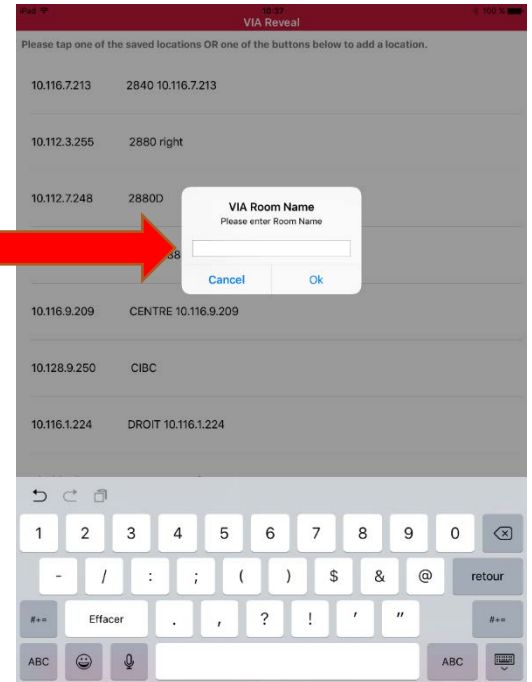 iPad 10:37 100 %
VIA Reveal
Please tap one of the saved locations OR one of the buttons below to add a location.
10.116.7.213 2840 10.116.7.213
10.112.3.255 2880 right
10.112.7.248 2880D
VIA Room Name
Please enter Room Name
Cancel Ok
10.116.9.209 CENTRE 10.116.9.209
10.128.9.250 CIBC
10.116.1.224 DROIT 10.116.1.224
1 2 3 4 5 6 7 8 9 0
- / : ; ( ) $ & @ retour
#+= Effacer . , ? ! ' " #+=
ABC ABC